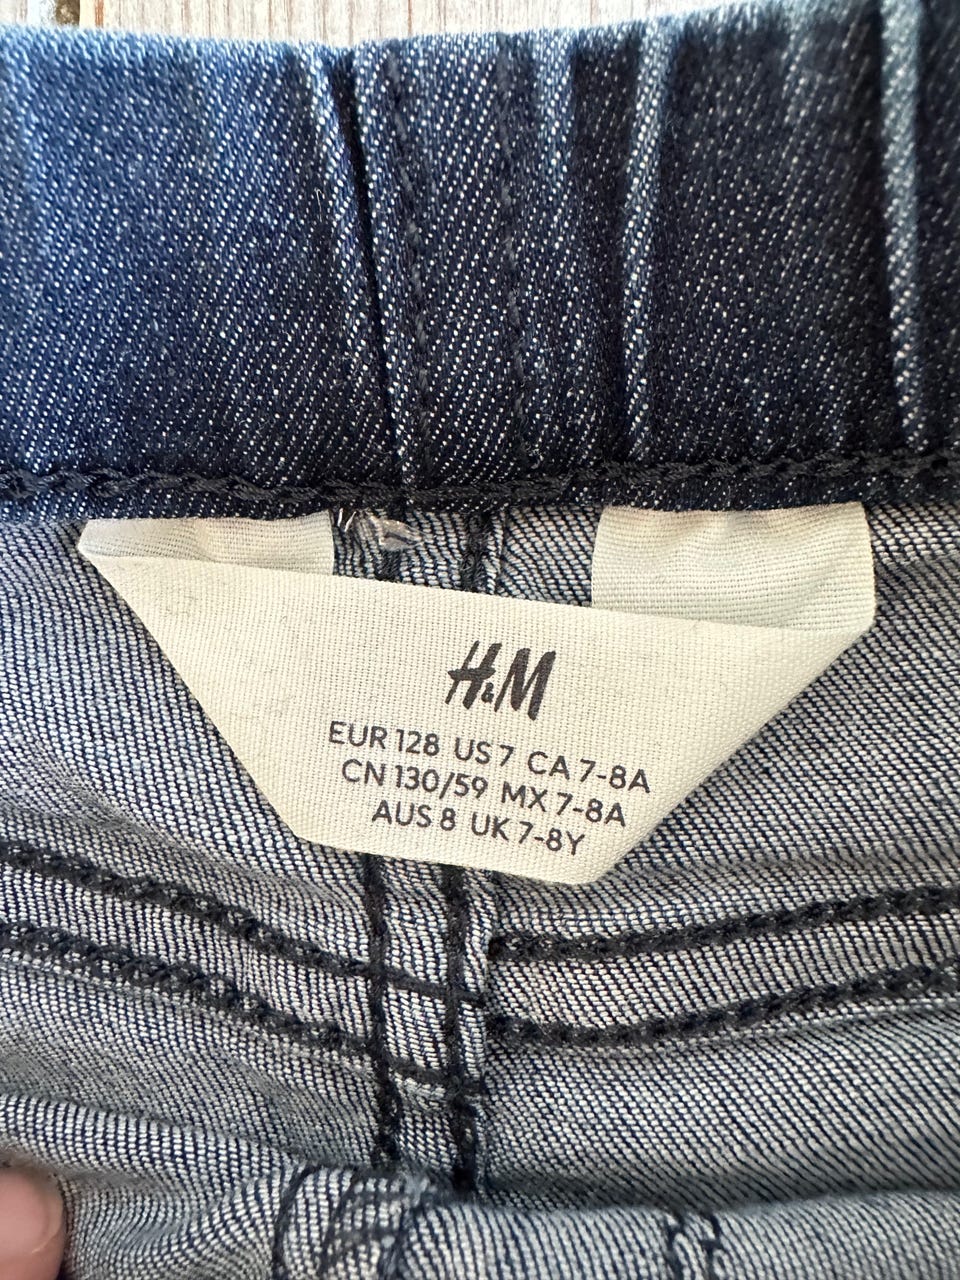 H&M
EUR 128 US 7 CA 7-8A
CN 130/59 MX 7-8A
AUS 8 UK 7-8Y